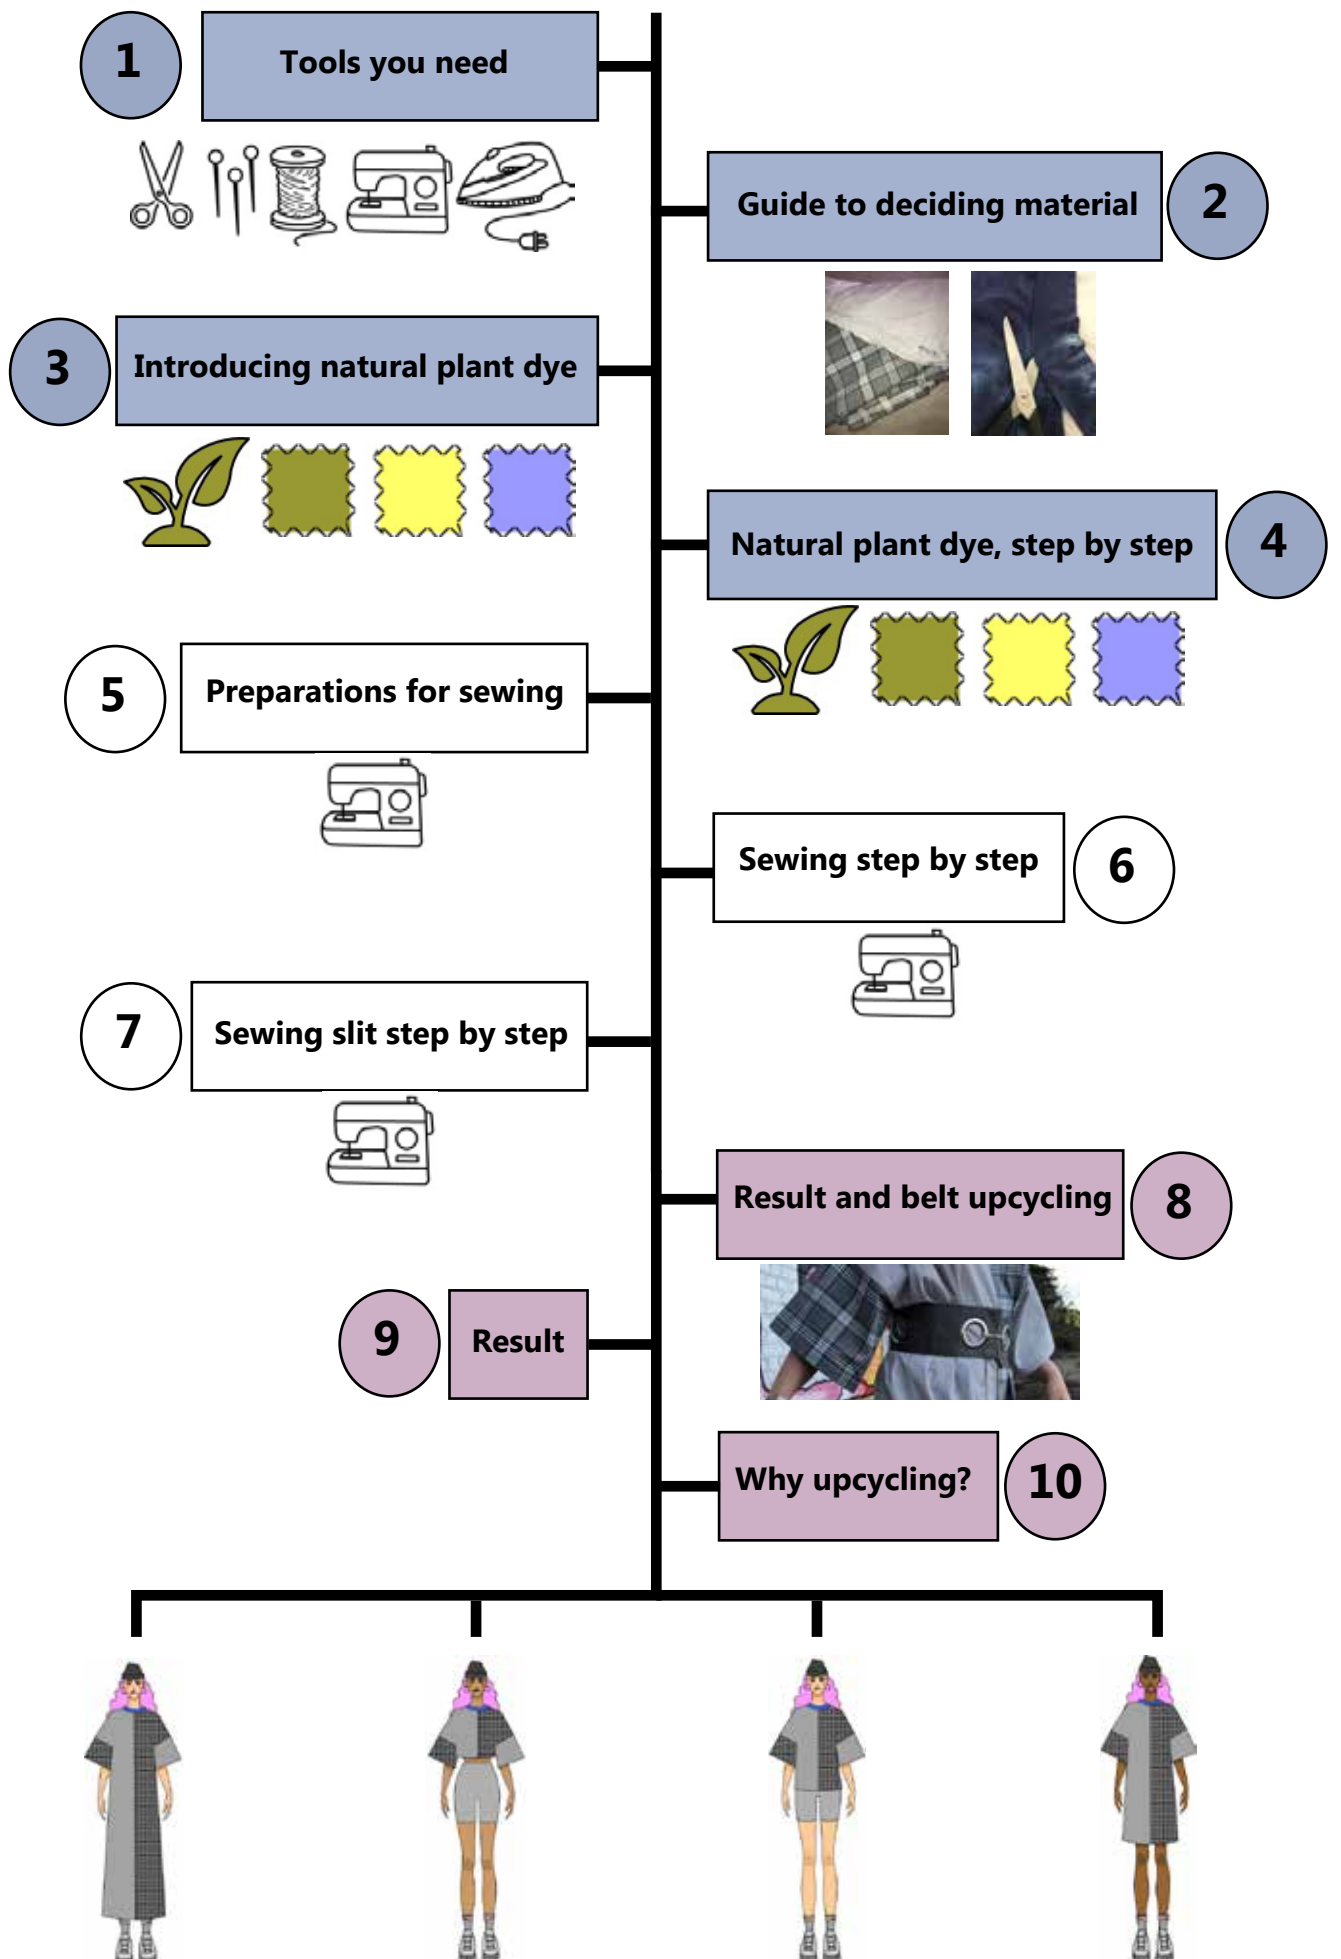 1
Tools you need
Guide to deciding material
2
3
Introducing natural plant dye
Natural plant dye, step by step
4
5
Preparations for sewing
Sewing step by step
6
7
Sewing slit step by step
Result and belt upcycling
8
9
Result
Why upcycling?
10